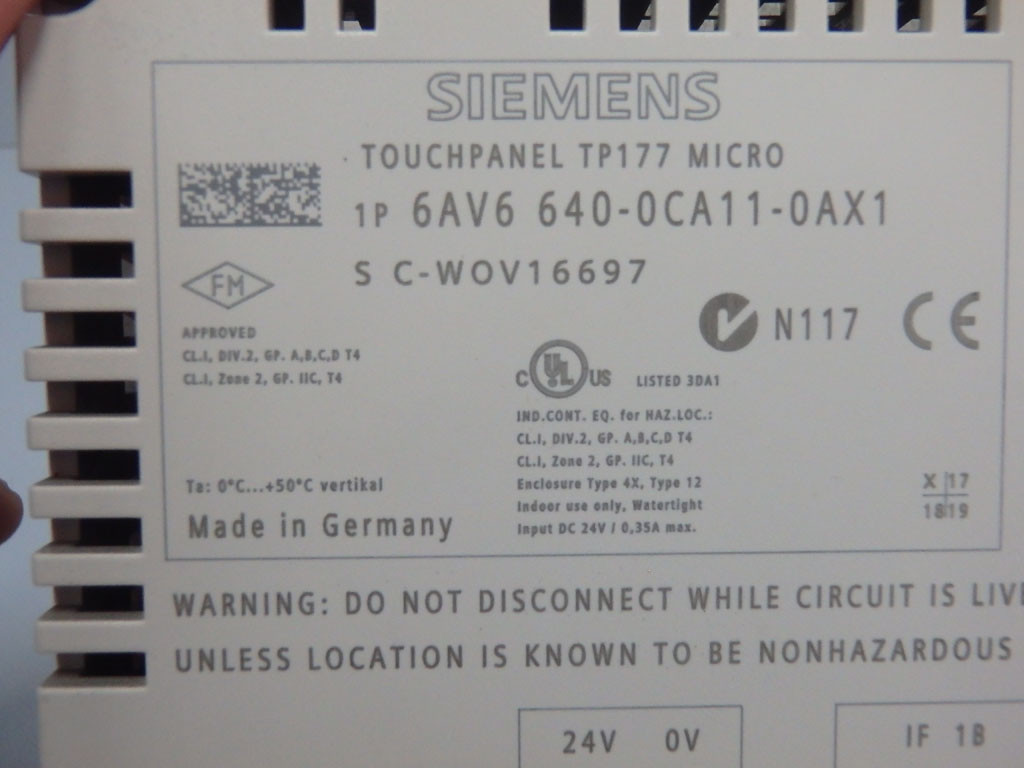 SIEMENS
TOUCHPANEL TP177 MICRO
1P 6AV6 640-0CA11-0AX1
S C-WOV16697
FM
N117 CE
APPROVED
CL.I, DIV.2, GP. A,B,C,D T4
CL.I, Zone 2, GP. IIC, T4
C UL US LISTED 3DA1
IND.CONT. EQ. for HAZ.LOC.:
CL.I, DIV.2, GP. A,B,C,D T4
CL.I, Zone 2, GP. IIC, T4
Enclosure Type 4X, Type 12
Indoor use only, Watertight
Input DC 24V / 0,35A max.
Ta: 0°C...+50°C vertikal
Made in Germany
X 17
18 19
WARNING: DO NOT DISCONNECT WHILE CIRCUIT IS LIVE
UNLESS LOCATION IS KNOWN TO BE NONHAZARDOUS
24V 0V
IF 1B